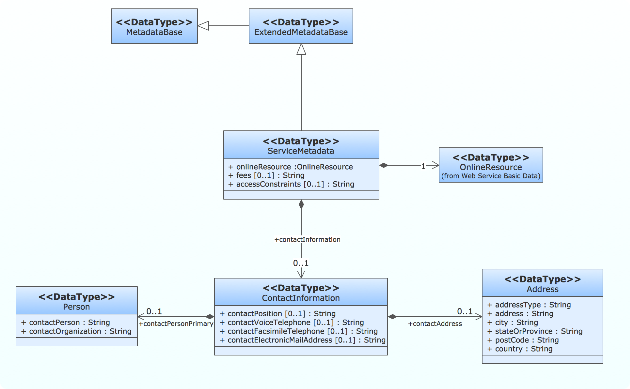 <<DataType>>
MetadataBase
<<DataType>>
ExtendedMetadataBase
<<DataType>>
ServiceMetadata
+ onlineResource :OnlineResource
+ fees [0..1] : String
+ accessConstraints [0..1] : String
1
<<DataType>>
OnlineResource
(from Web Service Basic Data)
+contactInformation
0..1
<<DataType>>
Person
+ contactPerson : String
+ contactOrganization : String
0..1
+contactPersonPrimary
<<DataType>>
ContactInformation
+ contactPosition [0..1] : String
+ contactVoiceTelephone [0..1] : String
+ contactFacsimileTelephone [0..1] : String
+ contactElectronicMailAddress [0..1] : String
0..1
+contactAddress
<<DataType>>
Address
+ addressType : String
+ address : String
+ city : String
+ stateOrProvince : String
+ postCode : String
+ country : String